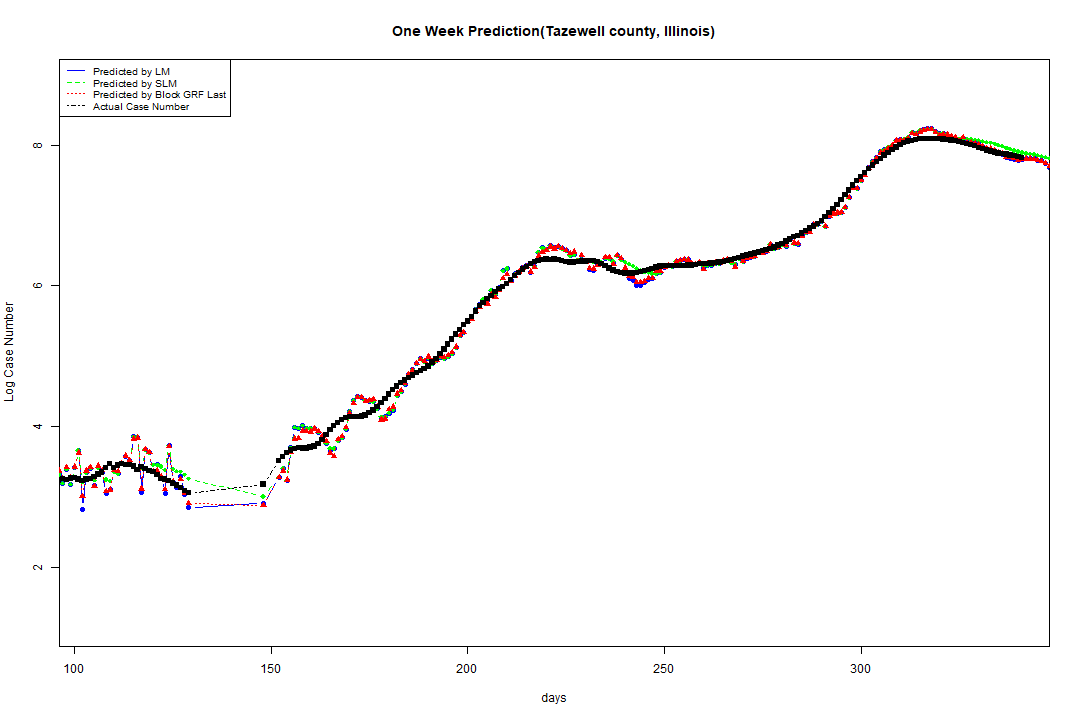 One Week Prediction(Tazewell county, Illinois)
Predicted by LM
Predicted by SLM
Predicted by Block GRF Last
Actual Case Number
8
6
4
2
Log Case Number
100 150 200 250 300
days